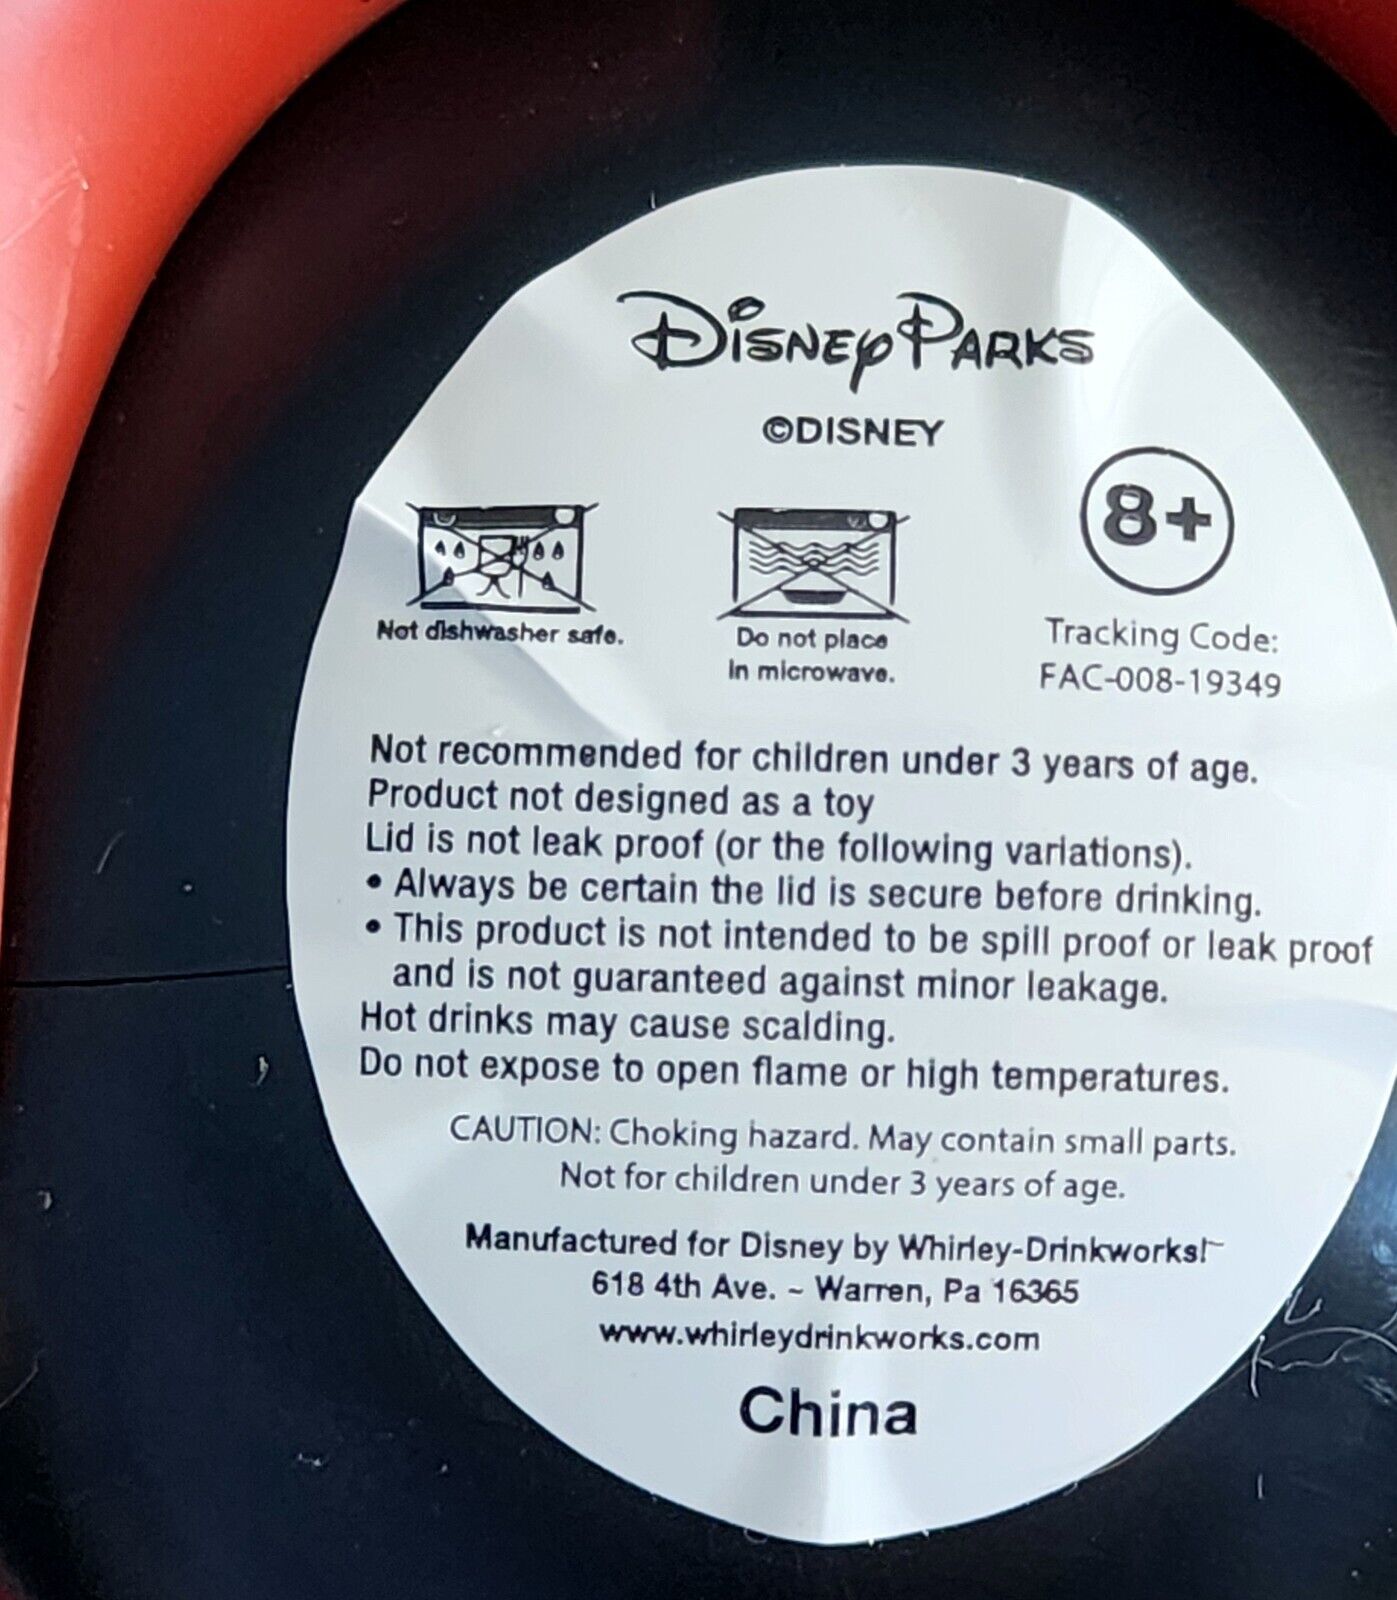 Disney Parks
©DISNEY
8+
Not dishwasher safe.
Do not place
in microwave.
Tracking Code:
FAC-008-19349
Not recommended for children under 3 years of age.
Product not designed as a toy
Lid is not leak proof (or the following variations).
• Always be certain the lid is secure before drinking.
• This product is not intended to be spill proof or leak proof
and is not guaranteed against minor leakage.
Hot drinks may cause scalding.
Do not expose to open flame or high temperatures.
CAUTION: Choking hazard. May contain small parts.
Not for children under 3 years of age.
Manufactured for Disney by Whirley-Drinkworks!~
618 4th Ave. ~ Warren, Pa 16365
www.whirleydrinkworks.com
China